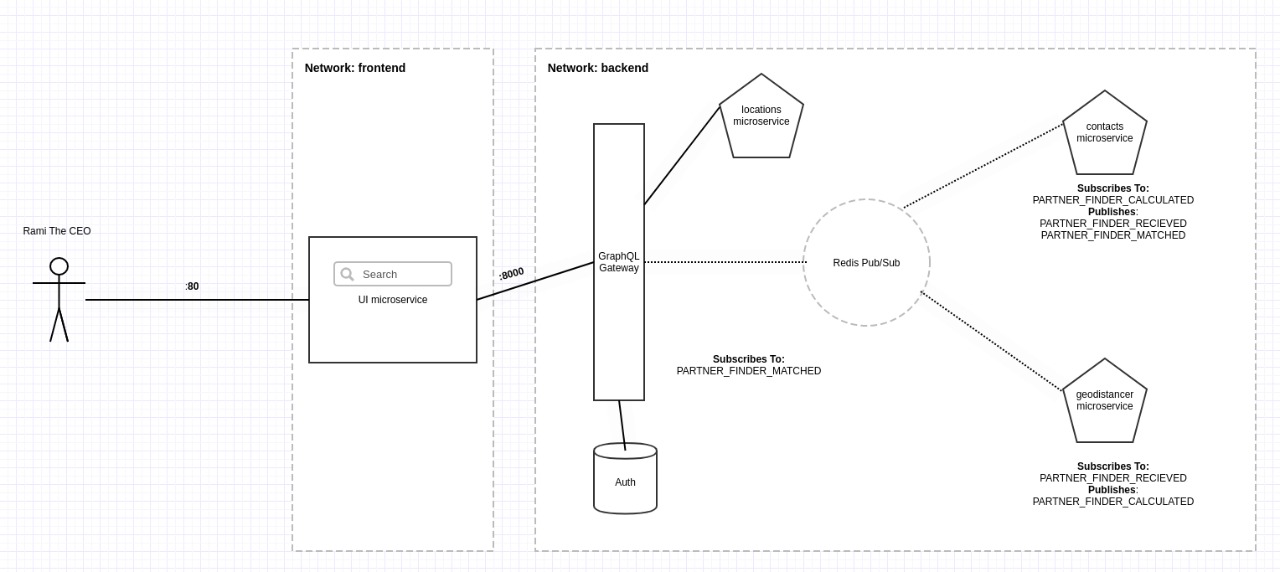 Network: frontend
Network: backend
locations
microservice
contacts
microservice
Subscribes To:
PARTNER_FINDER_CALCULATED
Publishes:
PARTNER_FINDER_RECIEVED
PARTNER_FINDER_MATCHED
Rami The CEO
:80
Search
UI microservice
:8000
GraphQL
Gateway
Redis Pub/Sub
Subscribes To:
PARTNER_FINDER_MATCHED
geodistancer
microservice
Auth
Subscribes To:
PARTNER_FINDER_RECIEVED
Publishes:
PARTNER_FINDER_CALCULATED